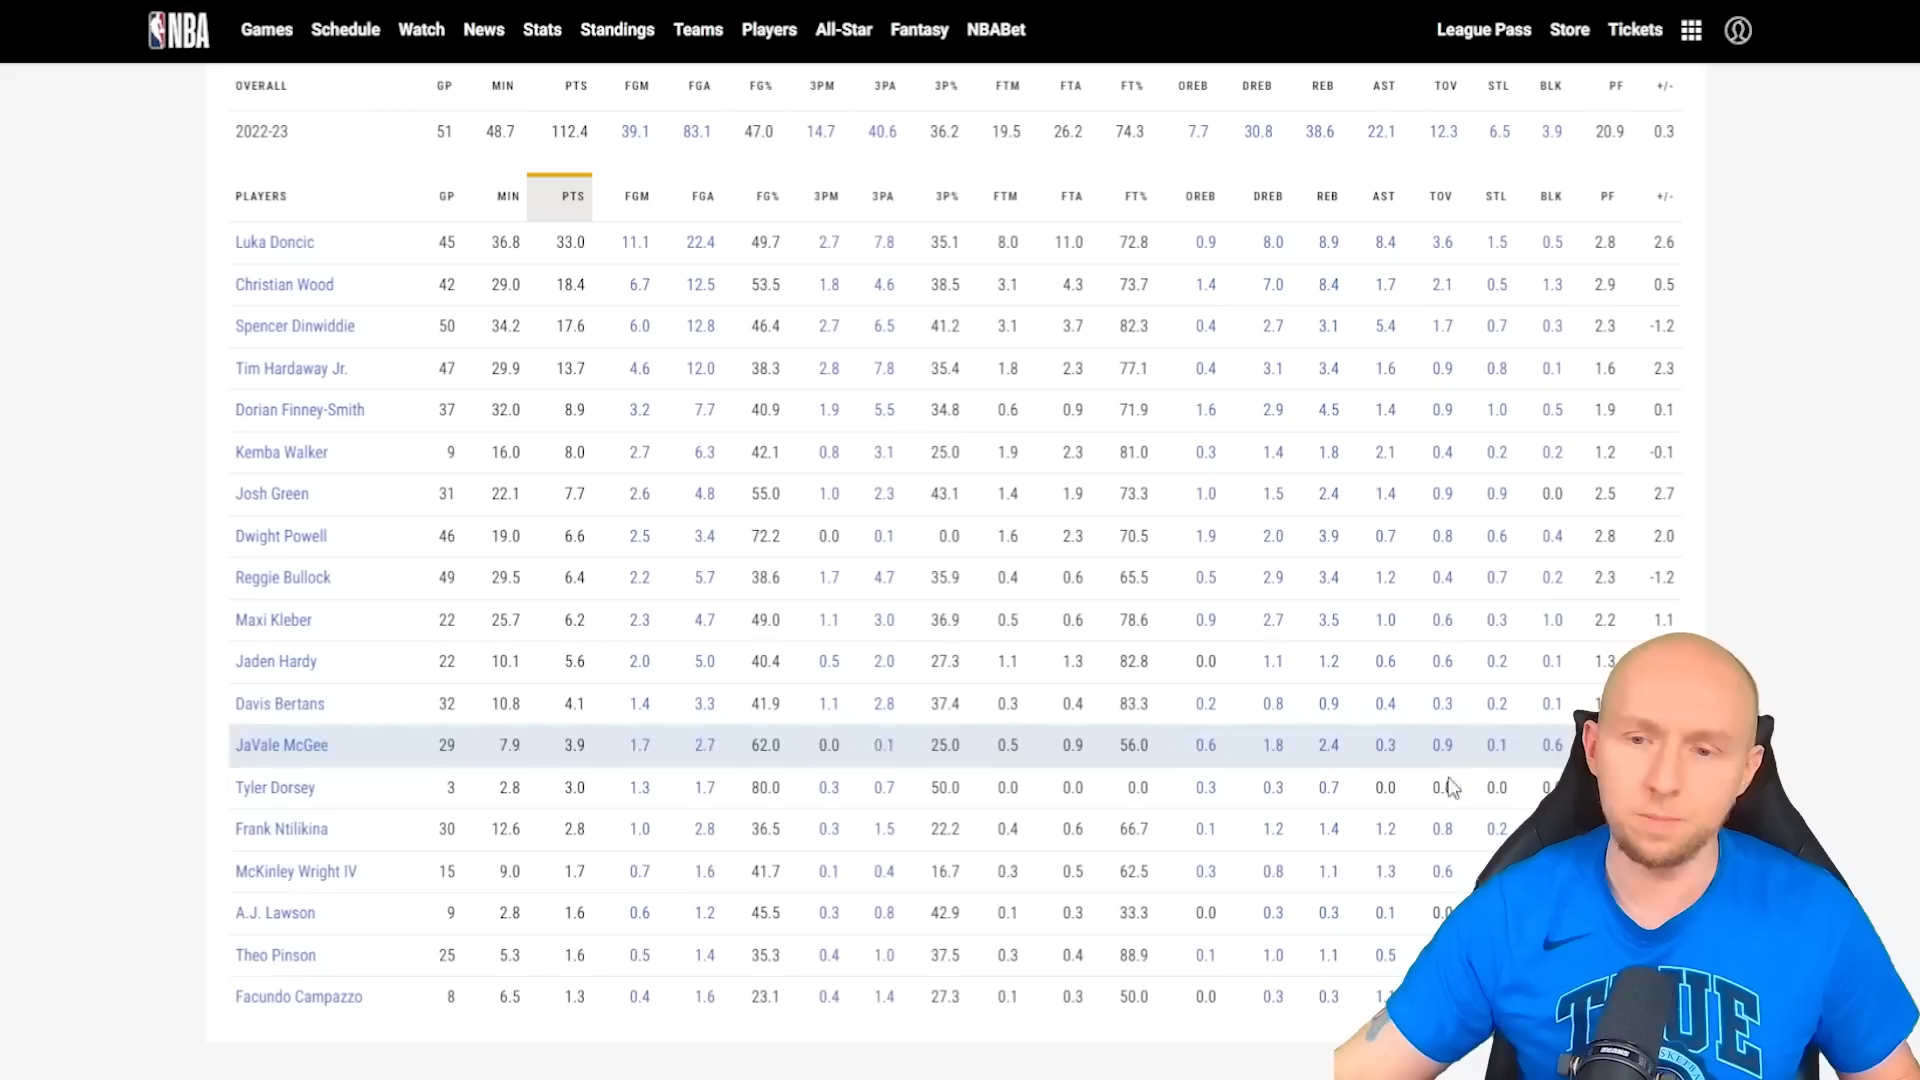 NBA Games Schedule Watch News Stats Standings Teams Players All-Star Fantasy NBABet League Pass Store Tickets
OVERALL GP MIN PTS FGM FGA FG% 3PM 3PA 3P% FTM FTA FT% OREB DREB REB AST TOV STL BLK PF +/-
2022-23 51 48.7 112.4 39.1 83.1 47.0 14.7 40.6 36.2 19.5 26.2 74.3 7.7 30.8 38.6 22.1 12.3 6.5 3.9 20.9 0.3
PLAYERS GP MIN PTS FGM FGA FG% 3PM 3PA 3P% FTM FTA FT% OREB DREB REB AST TOV STL BLK PF +/-
Luka Doncic 45 36.8 33.0 11.1 22.4 49.7 2.7 7.8 35.1 8.0 11.0 72.8 0.9 8.0 8.9 8.4 3.6 1.5 0.5 2.8 2.6
Christian Wood 42 29.0 18.4 6.7 12.5 53.5 1.8 4.6 38.5 3.1 4.3 73.7 1.4 7.0 8.4 1.7 2.1 0.5 1.3 2.9 0.5
Spencer Dinwiddie 50 34.2 17.6 6.0 12.8 46.4 2.7 6.5 41.2 3.1 3.7 82.3 0.4 2.7 3.1 5.4 1.7 0.7 0.3 2.3 -1.2
Tim Hardaway Jr. 47 29.9 13.7 4.6 12.0 38.3 2.8 7.8 35.4 1.8 2.3 77.1 0.4 3.1 3.4 1.6 0.9 0.8 0.1 1.6 2.3
Dorian Finney-Smith 37 32.0 8.9 3.2 7.7 40.9 1.9 5.5 34.8 0.6 0.9 71.9 1.6 2.9 4.5 1.4 0.9 1.0 0.5 1.9 0.1
Kemba Walker 9 16.0 8.0 2.7 6.3 42.1 0.8 3.1 25.0 1.9 2.3 81.0 0.3 1.4 1.8 2.1 0.4 0.2 0.2 1.2 -0.1
Josh Green 31 22.1 7.7 2.6 4.8 55.0 1.0 2.3 43.1 1.4 1.9 73.3 1.0 1.5 2.4 1.4 0.9 0.9 0.0 2.5 2.7
Dwight Powell 46 19.0 6.6 2.5 3.4 72.2 0.0 0.1 0.0 1.6 2.3 70.5 1.9 2.0 3.9 0.7 0.8 0.6 0.4 2.8 2.0
Reggie Bullock 49 29.5 6.4 2.2 5.7 38.6 1.7 4.7 35.9 0.4 0.6 65.5 0.5 2.9 3.4 1.2 0.4 0.7 0.2 2.3 -1.2
Maxi Kleber 22 25.7 6.2 2.3 4.7 49.0 1.1 3.0 36.9 0.5 0.6 78.6 0.9 2.7 3.5 1.0 0.6 0.3 1.0 2.2 1.1
Jaden Hardy 22 10.1 5.6 2.0 5.0 40.4 0.5 2.0 27.3 1.1 1.3 82.8 0.0 1.1 1.2 0.6 0.6 0.2 0.1 1.3
Davis Bertans 32 10.8 4.1 1.4 3.3 41.9 1.1 2.8 37.4 0.3 0.4 83.3 0.2 0.8 0.9 0.4 0.3 0.2 0.1
JaVale McGee 29 7.9 3.9 1.7 2.7 62.0 0.0 0.1 25.0 0.5 0.9 56.0 0.6 1.8 2.4 0.3 0.9 0.1 0.6
Tyler Dorsey 3 2.8 3.0 1.3 1.7 80.0 0.3 0.7 50.0 0.0 0.0 0.0 0.3 0.3 0.7 0.0 0.0
Frank Ntilikina 30 12.6 2.8 1.0 2.8 36.5 0.3 1.5 22.2 0.4 0.6 66.7 0.1 1.2 1.4 1.2 0.8 0.2
McKinley Wright IV 15 9.0 1.7 0.7 1.6 41.7 0.1 0.4 16.7 0.3 0.5 62.5 0.3 0.8 1.1 1.3 0.6
A.J. Lawson 9 2.8 1.6 0.6 1.2 45.5 0.3 0.8 42.9 0.1 0.3 33.3 0.0 0.3 0.3 0.1 0.0
Theo Pinson 25 5.3 1.6 0.5 1.4 35.3 0.4 1.0 37.5 0.3 0.4 88.9 0.1 1.0 1.1 0.5
Facundo Campazzo 8 6.5 1.3 0.4 1.6 23.1 0.4 1.4 27.3 0.1 0.3 50.0 0.0 0.3 0.3